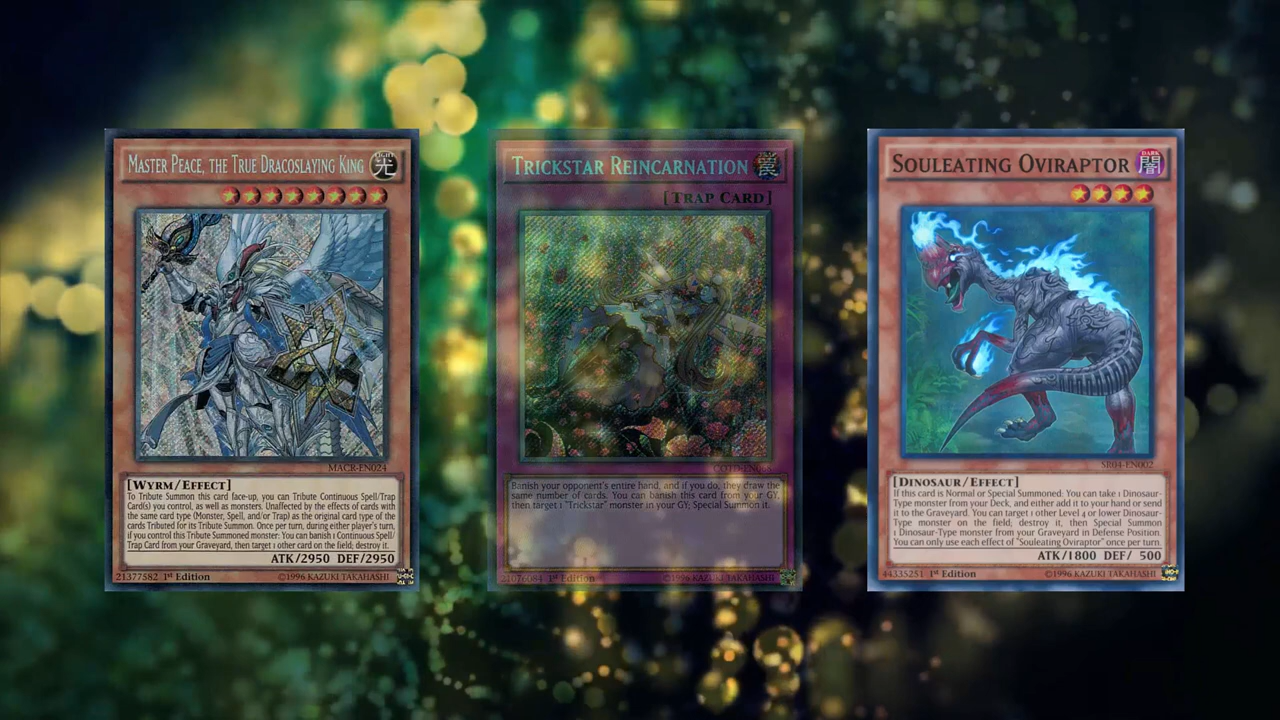 MASTER PEACE, THE TRUE DRACOSLAYING KING
光
MACR-EN024
[WYRM/EFFECT]
To Tribute Summon this card face-up, you can Tribute Continuous Spell/Trap
Card(s) you control, as well as monsters. Unaffected by the effects of cards
with the same card type (Monster, Spell, and/or Trap) as the original card type of the
cards Tributed for its Tribute Summon. Once per turn, during either player's turn,
if you control this Tribute Summoned monster: You can banish 1 Continuous Spell/
Trap Card from your Graveyard, then target 1 other card on the field; destroy it.
ATK/2950 DEF/2950
21377582 1st Edition
©1996 KAZUKI TAKAHASHI
TRICKSTAR REINCARNATION
罠
[TRAP CARD]
Banish your opponent's entire hand, and if you do, they draw the
same number of cards. You can banish this card from your GY,
then target 1 "Trickstar" monster in your GY; Special Summon it.
21076084 1st Edition
©1996 KAZUKI TAKAHASHI
SOULEATING OVIRAPTOR
DARK
闇
SR04-EN002
[DINOSAUR/EFFECT]
If this card is Normal or Special Summoned: You can take 1 Dinosaur-
Type monster from your Deck, and either add it to your hand or send
it to the Graveyard. You can target 1 other Level 4 or lower Dinosaur-
Type monster on the field, destroy it, then Special Summon
1 Dinosaur-Type monster from your Graveyard in Defense Position.
You can only use each effect of "Souleating Oviraptor" once per turn.
ATK/1800 DEF/ 500
44335251 1st Edition
©1996 KAZUKI TAKAHASHI